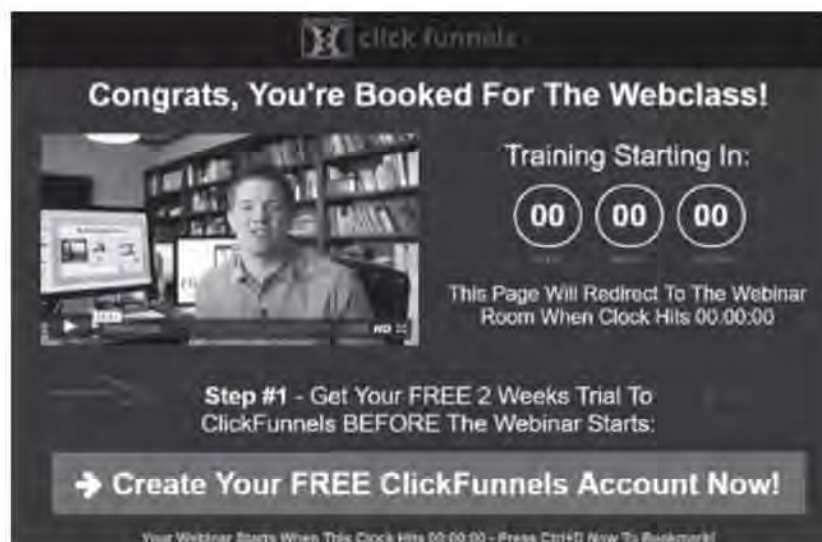 click funnels
Congrats, You're Booked For The Webclass!
Training Starting In:
00 00 00
This Page Will Redirect To The Webinar
Room When Clock Hits 00:00:00
HD
Step #1 - Get Your FREE 2 Weeks Trial To
ClickFunnels BEFORE The Webinar Starts:
→ Create Your FREE ClickFunnels Account Now!
Your Webinar Starts When This Clock Hits 00:00:00 - Press Ctrl+D Now To Bookmark!